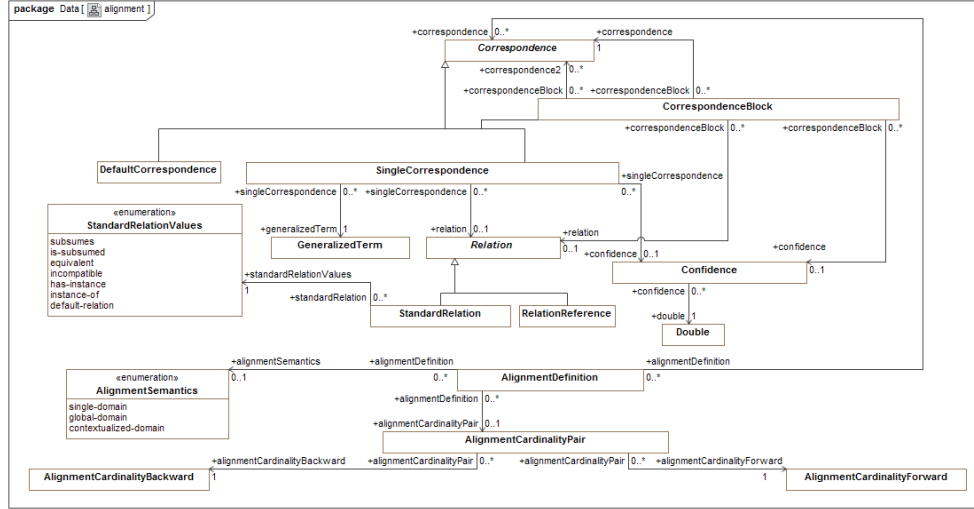 package Data [ alignment ]
+correspondence 0..*
Correspondence
+correspondence
1
+correspondence2 0..*
+correspondenceBlock 0..* +correspondenceBlock 0..*
CorrespondenceBlock
+correspondenceBlock 0..* +correspondenceBlock 0..*
DefaultCorrespondence
SingleCorrespondence
+singleCorrespondence
+singleCorrespondence 0..* +singleCorrespondence 0..* 0..*
«enumeration»
StandardRelationValues
subsumes
is-subsumed
equivalent
incompatible
has-instance
instance-of
default-relation
+generalizedTerm 1
+relation 0..1
+relation
0..1
GeneralizedTerm
Relation
+confidence 0..1
+confidence
0..1
Confidence
+standardRelationValues
1
+standardRelation 0..*
+confidence 0..*
StandardRelation
RelationReference
+double 1
Double
+alignmentSemantics
0..1
+alignmentDefinition
0..*
+alignmentDefinition
0..*
«enumeration»
AlignmentSemantics
single-domain
global-domain
contextualized-domain
AlignmentDefinition
+alignmentDefinition 0..*
+alignmentCardinalityPair 0..1
AlignmentCardinalityPair
+alignmentCardinalityBackward
1
+alignmentCardinalityPair 0..* +alignmentCardinalityPair 0..*
+alignmentCardinalityForward
1
AlignmentCardinalityBackward
AlignmentCardinalityForward